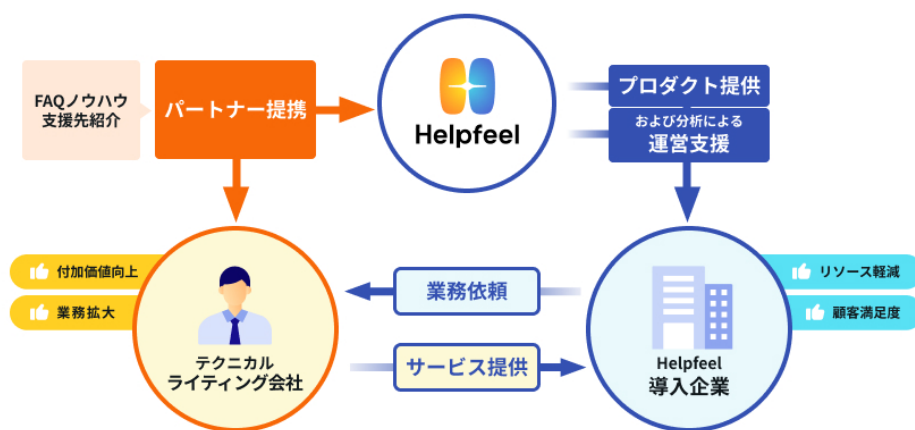 FAQノウハウ
支援先紹介
パートナー提携
Helpfeel
プロダクト提供
および分析による
運営支援
付加価値向上
業務拡大
テクニカル
ライティング会社
業務依頼
サービス提供
Helpfeel
導入企業
リソース軽減
顧客満足度